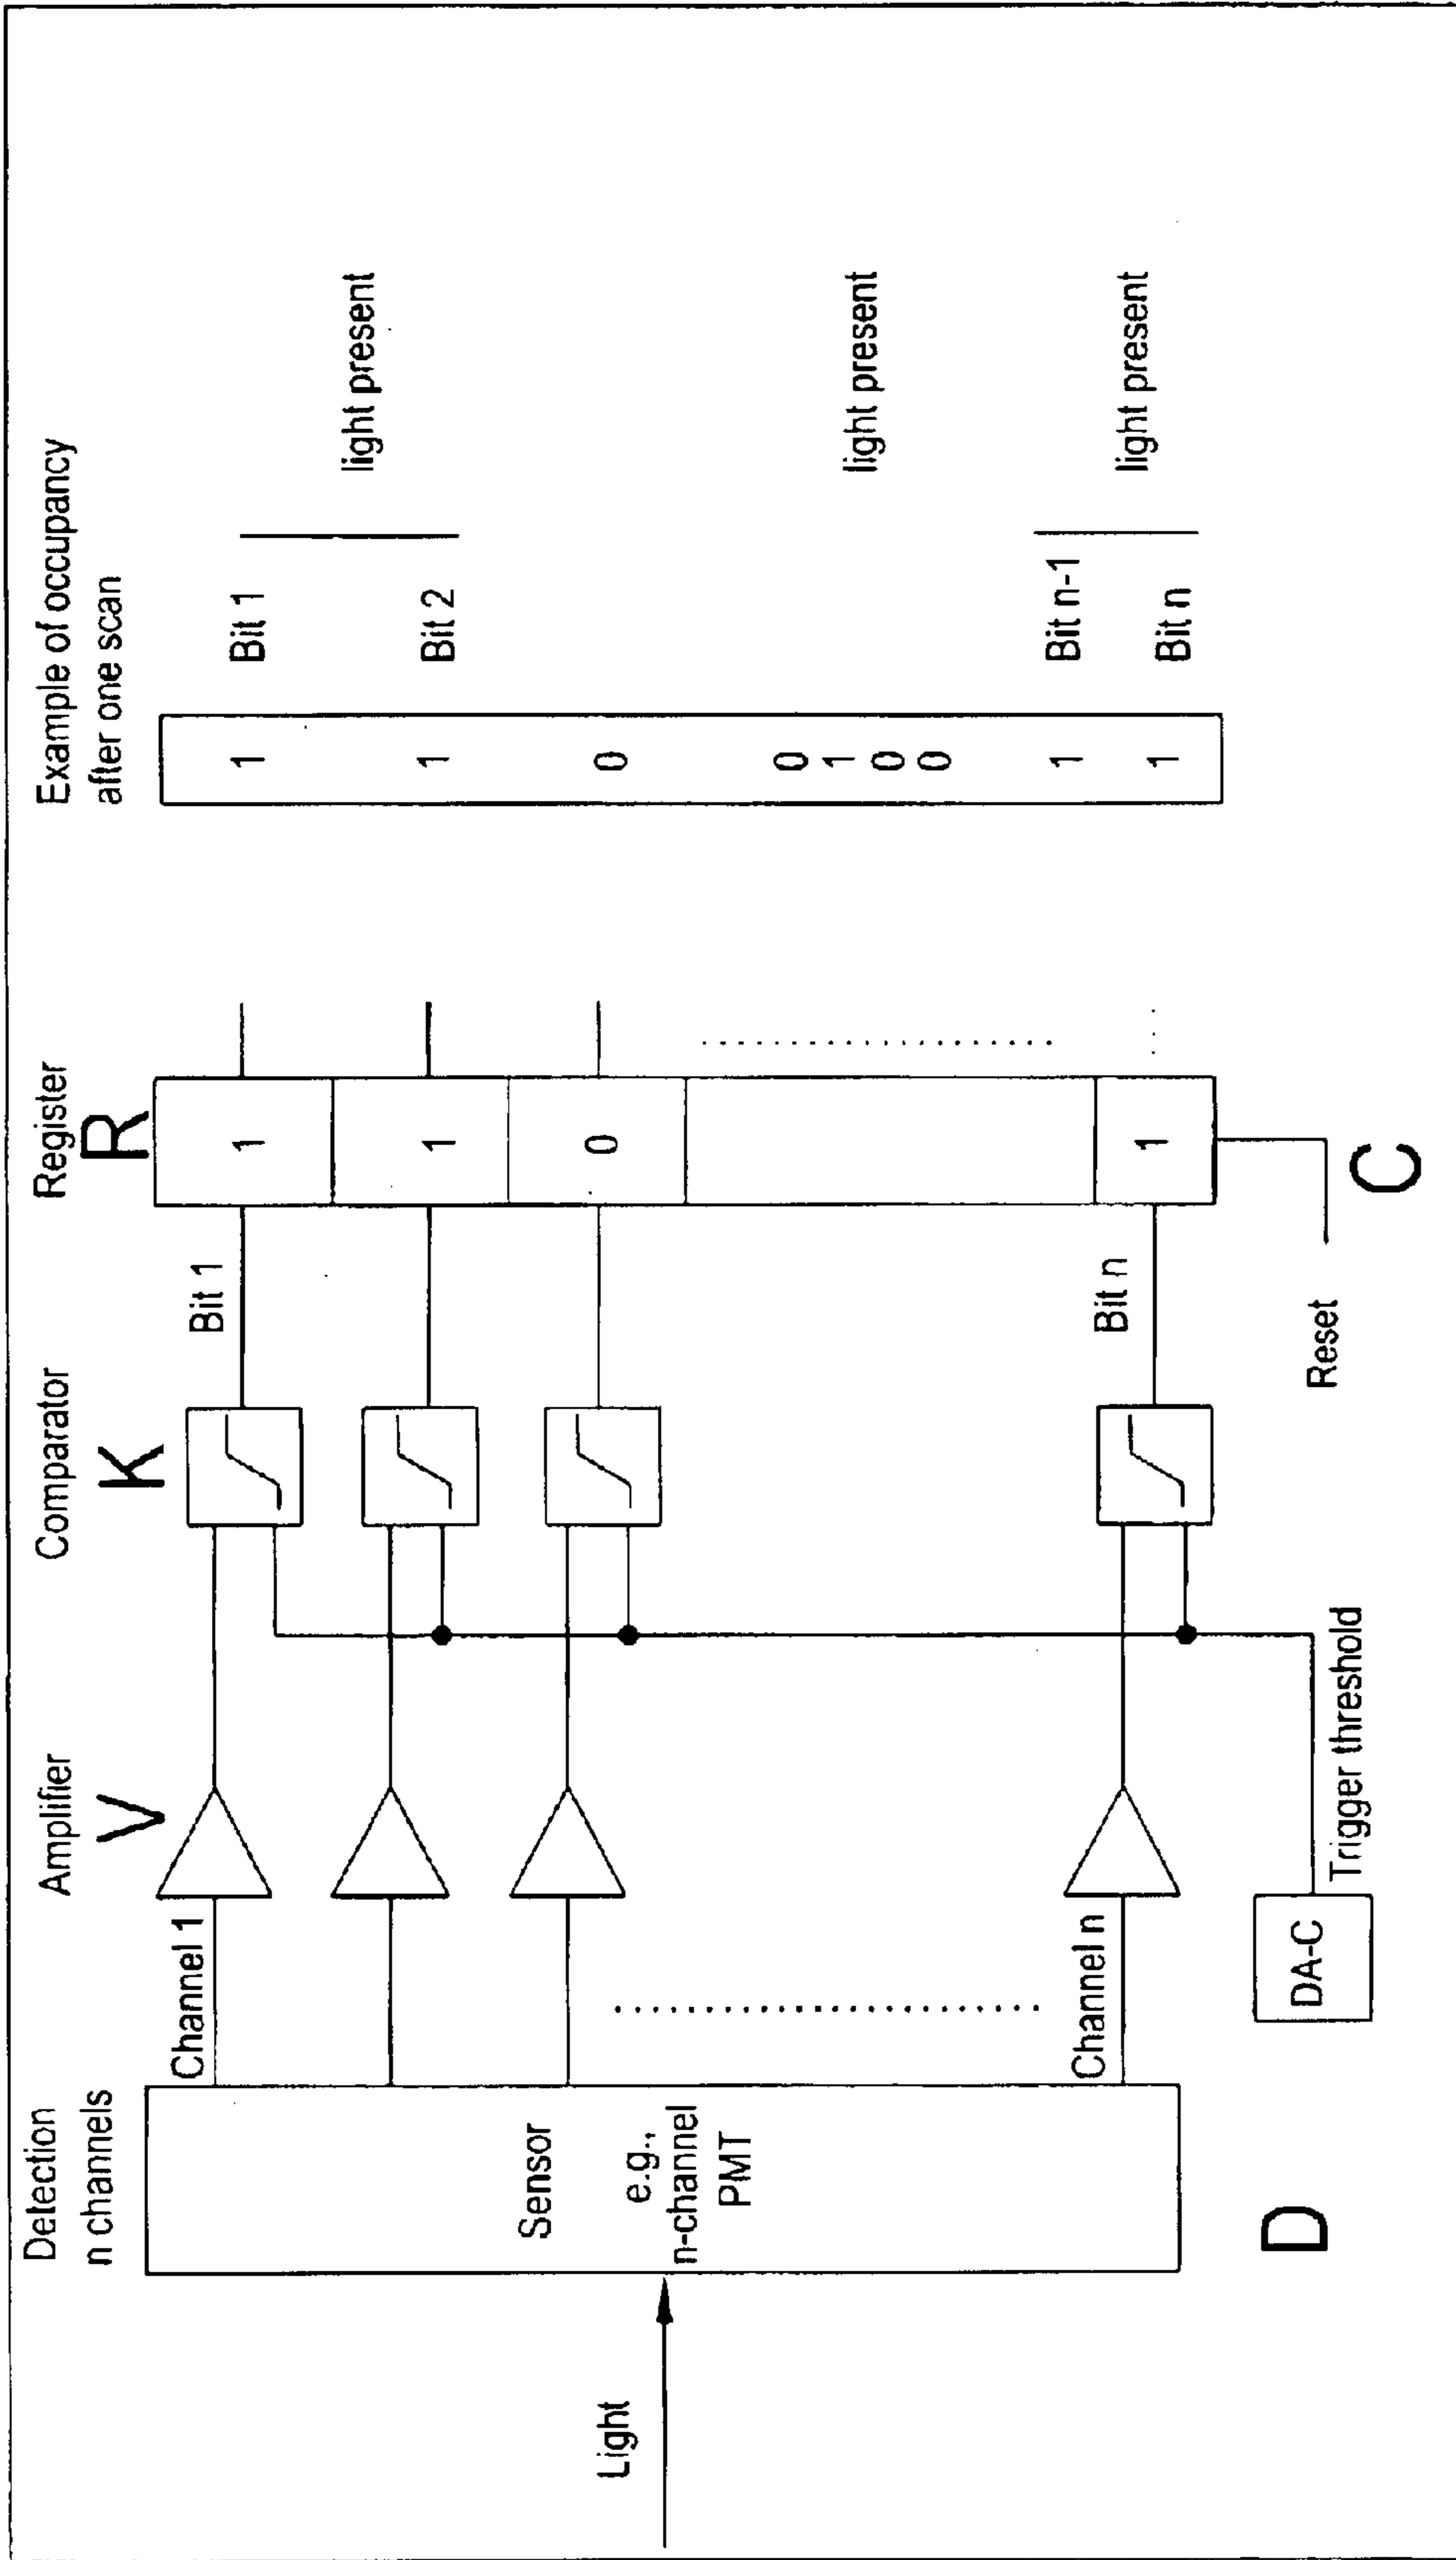 Detection
n channels
Amplifier
V
Comparator
K
Register
R
Example of occupancy
after one scan
Light
Sensor
e.g.,
n-channel
PMT
Channel 1
Bit 1
1
1
Bit 1
light present
1
1
Bit 2
0
0
0
1
light present
0
0
Channel n
Bit n
1
1
Bit n-1
light present
1
Bit n
D
DA-C
Trigger threshold
Reset
C